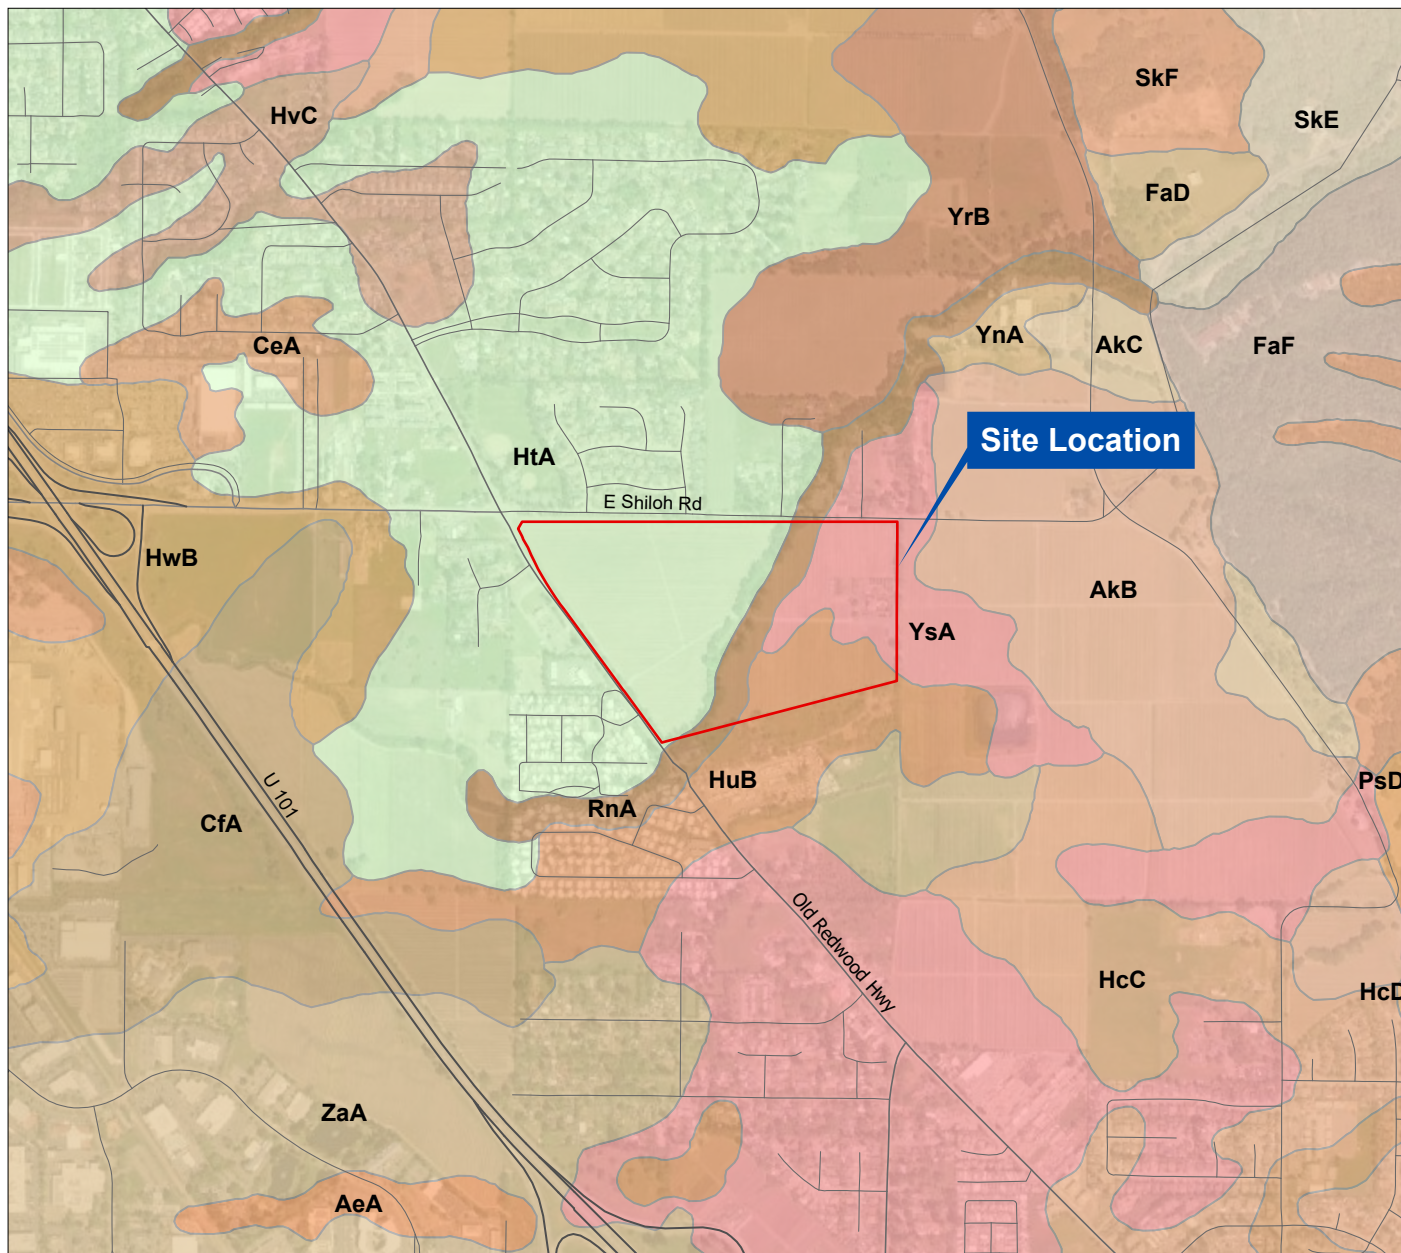 SkF
HvC
SkE
FaD
YrB
YnA
AkC
FaF
CeA
Site Location
HtA
E Shiloh Rd
HwB
AkB
YsA
U 101
HuB
PsD
RnA
CfA
Old Redwood Hwy
HcC
HcD
ZaA
AeA